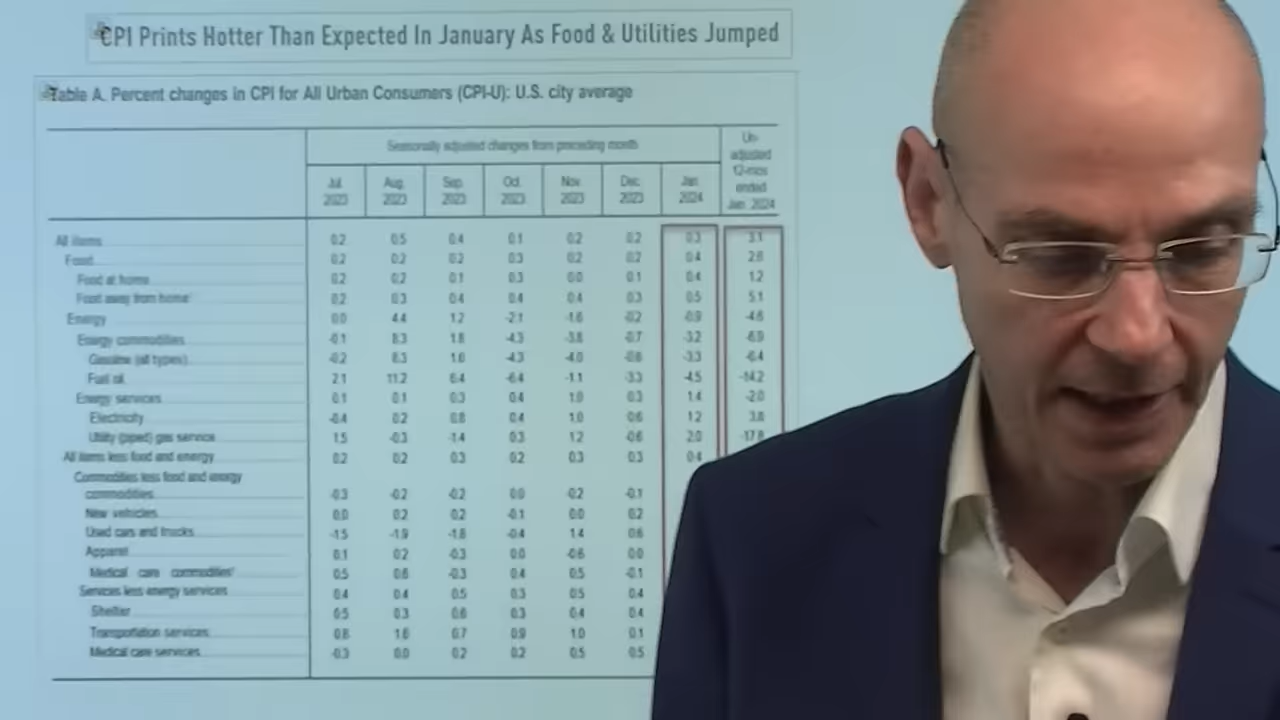 CPI Prints Hotter Than Expected In January As Food & Utilities Jumped
Table A. Percent changes in CPI for All Urban Consumers (CPI-U): U.S. city average
Seasonally adjusted changes from preceding month
Un-
adjusted
12-mos
ended
Jan. 2024
Jul. 2023 Aug. 2023 Sep. 2023 Oct. 2023 Nov. 2023 Dec. 2023 Jan. 2024
All items 0.2 0.5 0.4 0.1 0.2 0.2 0.3 3.1
Food 0.2 0.2 0.2 0.3 0.2 0.2 0.4 2.6
Food at home 0.2 0.2 0.1 0.3 0.0 0.1 0.4 1.2
Food away from home 0.2 0.3 0.4 0.4 0.4 0.3 0.5 5.1
Energy 0.0 4.4 1.2 -2.1 -1.6 -0.2 -0.9 -4.6
Energy commodities -0.1 8.3 1.8 -4.3 -3.8 -0.7 -3.2 -6.9
Gasoline (all types) -0.2 8.3 1.6 -4.3 -4.0 -0.6 -3.3 -6.4
Fuel oil 2.1 11.2 6.4 -6.4 -1.1 -3.3 -4.5 -14.2
Energy services 0.1 0.1 0.3 0.4 1.0 0.3 1.4 -2.0
Electricity -0.4 0.2 0.8 0.4 1.0 0.6 1.2 3.8
Utility (piped) gas service 1.5 -0.3 -1.4 0.3 1.2 -0.6 2.0 -17.8
All items less food and energy 0.2 0.2 0.3 0.2 0.3 0.3 0.4
Commodities less food and energy
commodities -0.3 -0.2 -0.2 0.0 -0.2 -0.1
New vehicles 0.0 0.2 0.2 -0.1 0.0 0.2
Used cars and trucks -1.5 -1.9 -1.8 -0.4 1.4 0.6
Apparel 0.1 0.2 -0.3 0.0 -0.6 0.0
Medical care commodities 0.5 0.6 -0.3 0.4 0.5 -0.1
Services less energy services 0.4 0.4 0.5 0.3 0.5 0.4
Shelter 0.5 0.3 0.6 0.3 0.4 0.4
Transportation services 0.8 1.6 0.7 0.9 1.0 0.1
Medical care services -0.3 0.0 0.2 0.2 0.5 0.5